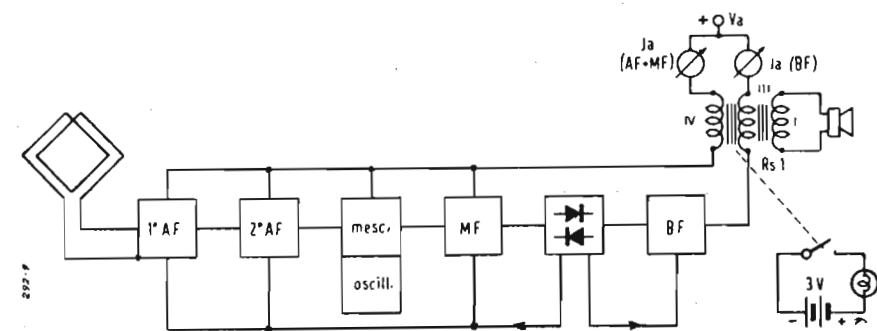 + Va
Ja
(AF+MF)
Ja (BF)
III
IV
I
Rs 1
1° AF
2° AF
mesc.
MF
BF
oscill.
3 V
- +
292-9